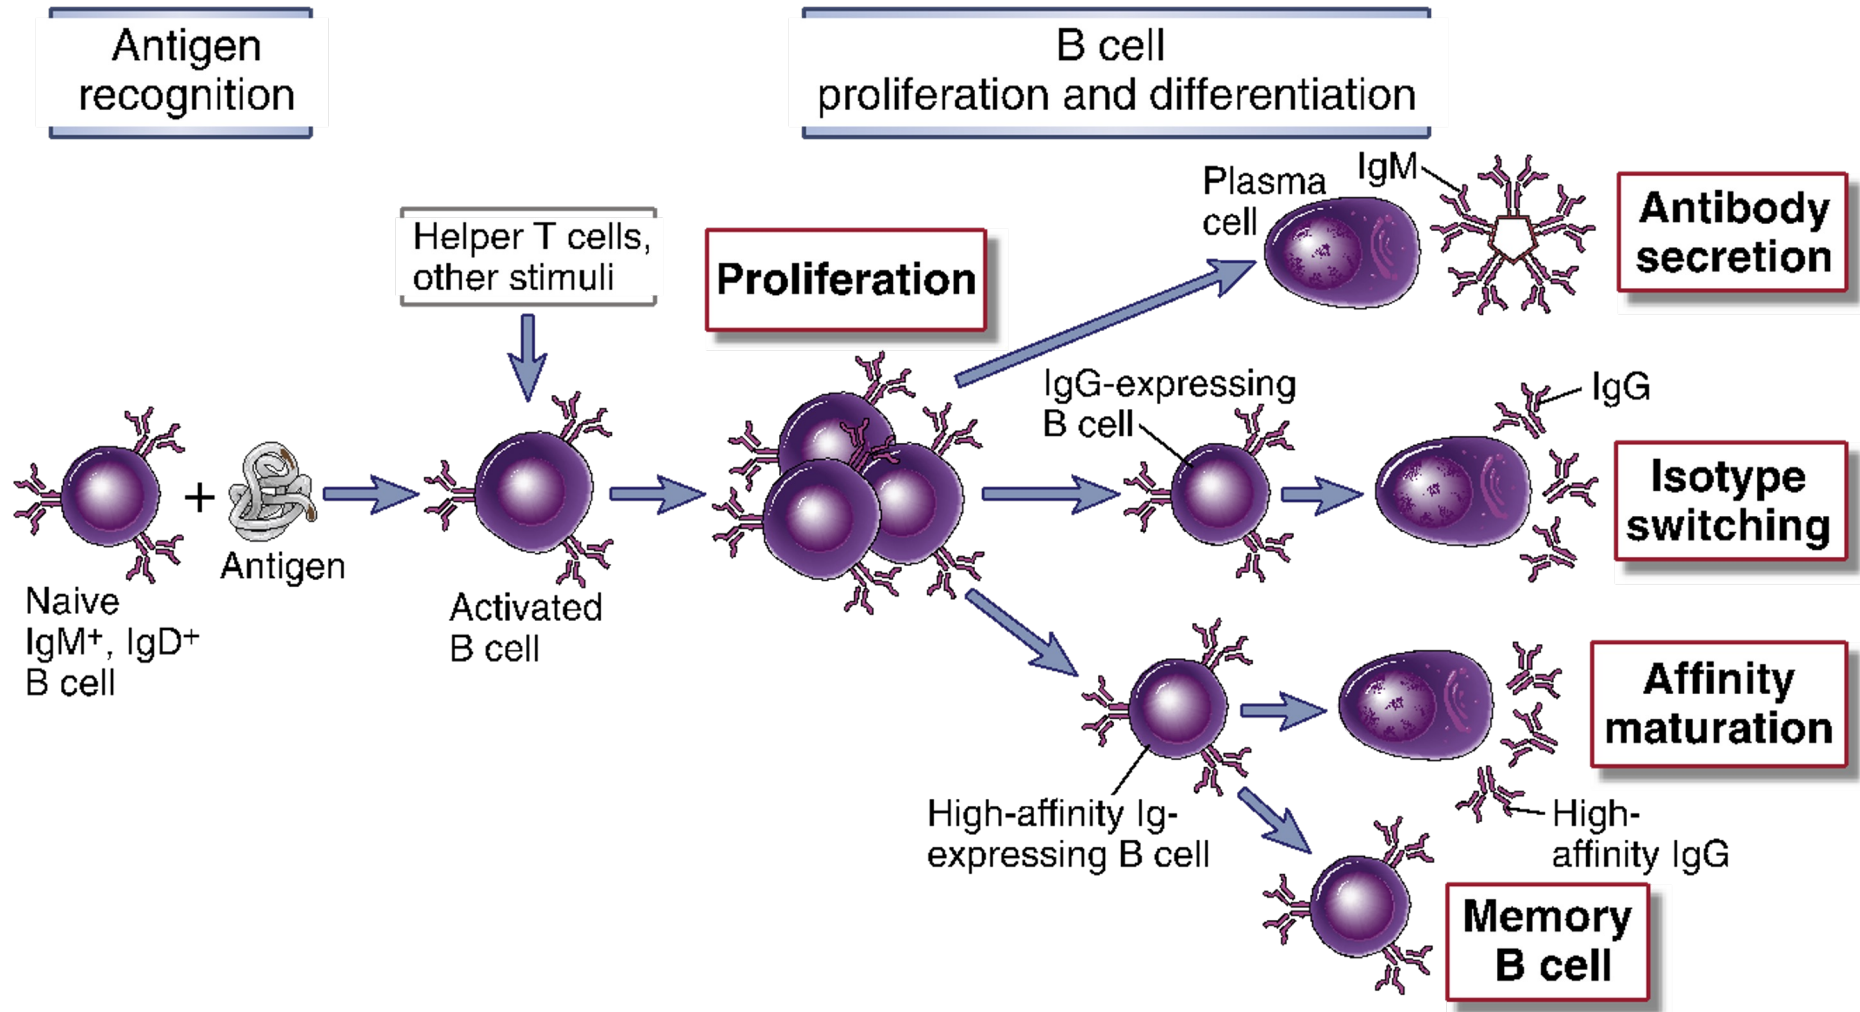 Antigen
recognition
B cell
proliferation and differentiation
Helper T cells,
other stimuli
Proliferation
Plasma
cell
IgM
Antibody
secretion
IgG-expressing
B cell
IgG
Isotype
switching
Antigen
Naive
IgM⁺, IgD⁺
B cell
Activated
B cell
Affinity
maturation
High-affinity Ig-
expressing B cell
High-
affinity IgG
Memory
B cell